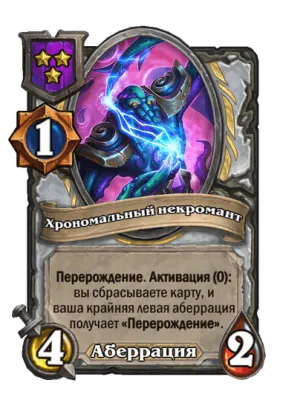 1
Хрономальный некромант
Перерождение. Активация (0):
вы сбрасываете карту, и
ваша крайняя левая аберрация
получает «Перерождение».
4 Аберрация 2